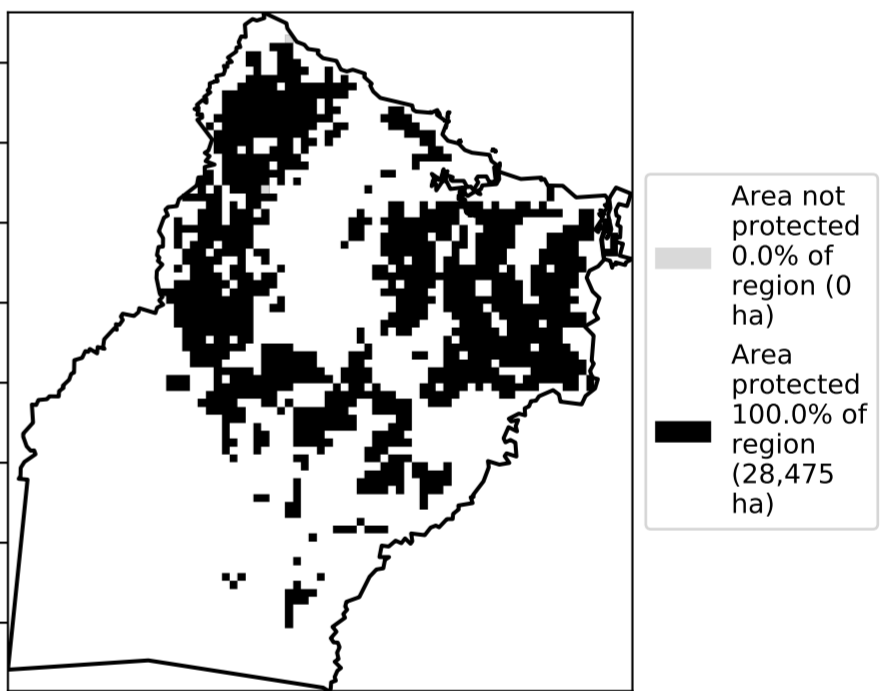 Area not
protected
0.0% of
region (0
ha)
Area
protected
100.0% of
region
(28,475
ha)